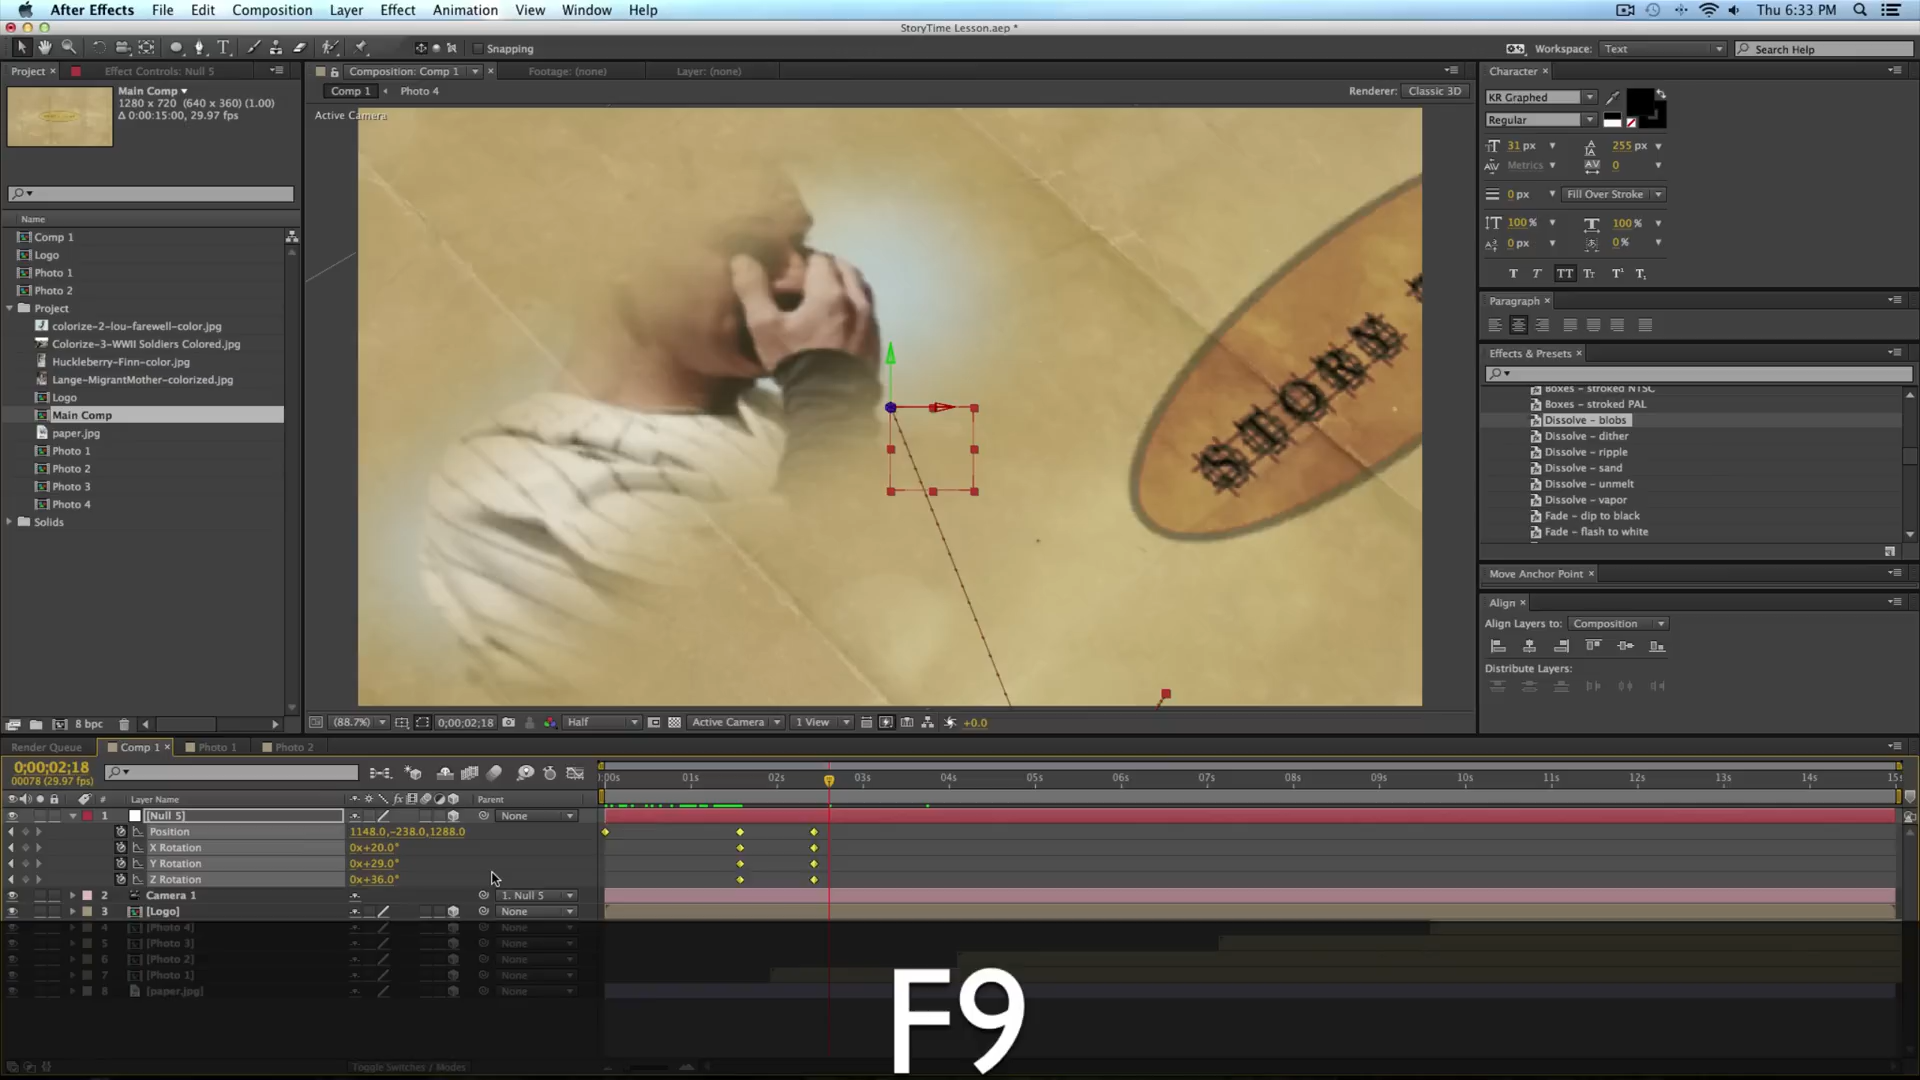 After Effects File Edit Composition Layer Effect Animation View Window Help Thu 6:33 PM
StoryTime Lesson.aep *
Snapping Workspace: Text Search Help
Project × Effect Controls: Null 5 Composition: Comp 1 × Footage: (none) Layer: (none) Character ×
Main Comp
1280 x 720 (640 x 360) (1.00)
Δ 0:00:15:00, 29.97 fps
Comp 1 Photo 4 Renderer: Classic 3D
Active Camera
KR Graphed
Regular
31 px 255 px
Metrics 0
0 px Fill Over Stroke
100 % 100 %
0 px 0 %
T T TT Tt T¹ T₁
Paragraph ×
Effects & Presets ×
Boxes - stroked NTSC
Boxes - stroked PAL
Dissolve - blobs
Dissolve - dither
Dissolve - ripple
Dissolve - sand
Dissolve - unmelt
Dissolve - vapor
Fade - dip to black
Fade - flash to white
Move Anchor Point ×
Align ×
Align Layers to: Composition
Distribute Layers:
Name
Comp 1
Logo
Photo 1
Photo 2
Project
colorize-2-lou-farewell-color.jpg
Colorize-3-WWII Soldiers Colored.jpg
Huckleberry-Finn-color.jpg
Lange-MigrantMother-colorized.jpg
Logo
Main Comp
paper.jpg
Photo 1
Photo 2
Photo 3
Photo 4
Solids
STORY
8 bpc (88.7%) 0;00;02;18 Half Active Camera 1 View +0.0
Render Queue Comp 1 × Photo 1 Photo 2
0;00;02;18
00078 (29.97 fps)
:00s 01s 02s 03s 04s 05s 06s 07s 08s 09s 10s 11s 12s 13s 14s 15s
# Layer Name Parent
1 [Null 5] None
Position 1148.0,-238.0,1288.0
X Rotation 0x+20.0°
Y Rotation 0x+29.0°
Z Rotation 0x+36.0°
2 Camera 1 1. Null 5
3 [Logo] None
4 [Photo 4] None
5 [Photo 3] None
6 [Photo 2] None
7 [Photo 1] None
8 [paper.jpg] None
Toggle Switches / Modes
F9